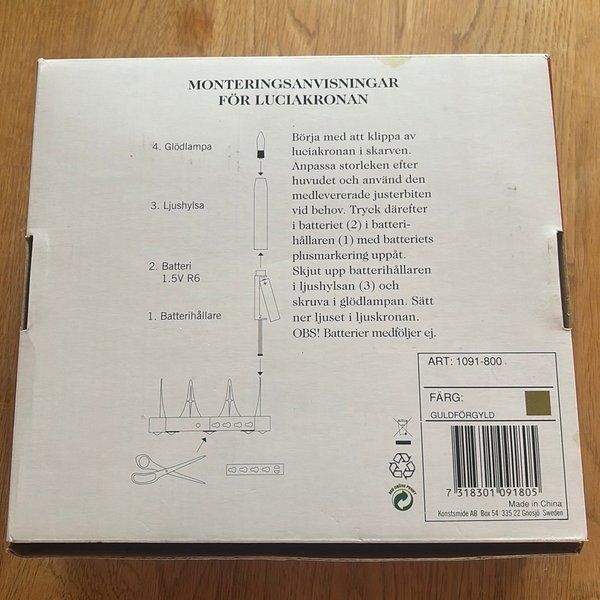 MONTERINGSANVISNINGAR
FÖR LUCIAKRONAN
4. Glödlampa
3. Ljushylsa
2. Batteri
1.5V R6
1. Batterihållare
Börja med att klippa av
luciakronan i skarven.
Anpassa storleken efter
huvudet och använd den
medlevererade justerbiten
vid behov. Tryck därefter
i batteriet (2) i batteri-
hållaren (1) med batteriets
plusmarkering uppåt.
Skjut upp batterihållaren
i ljushylsan (3) och
skruva i glödlampan. Sätt
ner ljuset i ljuskronan.
OBS! Batterier medföljer ej.
ART: 1091-800
FÄRG:
GULDFÖRGYLD
7 318301 091805
Made in China
Konstsmide AB Box 54 335 22 Gnosjö Sweden
DER GRÜNE PUNKT